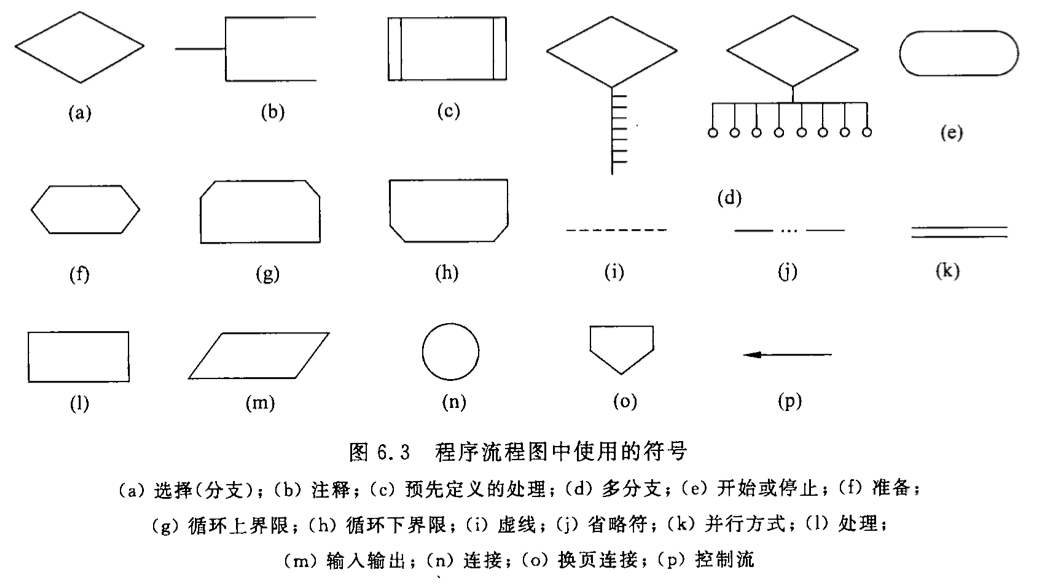 (a)
(b)
(c)
(d)
(e)
(f)
(g)
(h)
(i)
(j)
(k)
(l)
(m)
(n)
(o)
(p)
图 6.3 程序流程图中使用的符号
(a) 选择(分支); (b) 注释; (c) 预先定义的处理; (d) 多分支; (e) 开始或停止; (f) 准备;
(g) 循环上界限; (h) 循环下界限; (i) 虚线; (j) 省略符; (k) 并行方式; (l) 处理;
(m) 输入输出; (n) 连接; (o) 换页连接; (p) 控制流